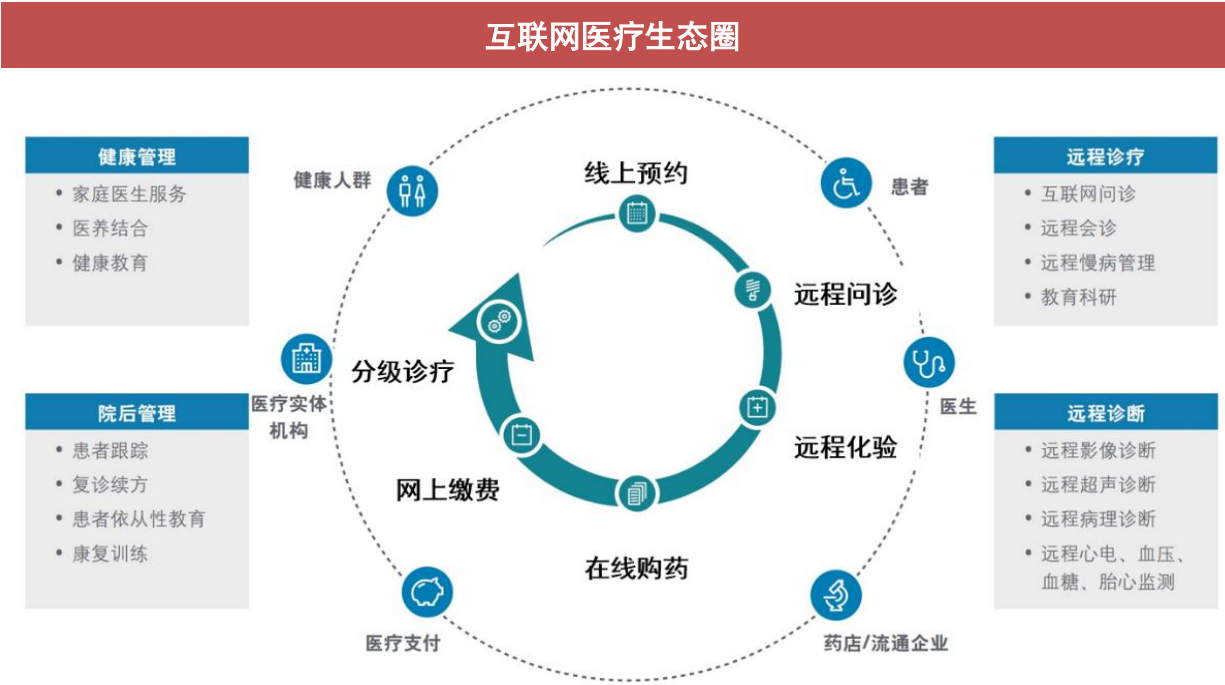 互联网医疗生态圈
健康管理
• 家庭医生服务
• 医养结合
• 健康教育
院后管理
• 患者跟踪
• 复诊续方
• 患者依从性教育
• 康复训练
健康人群
医疗实体
机构
医疗支付
线上预约
远程问诊
远程化验
在线购药
网上缴费
分级诊疗
患者
医生
药店/流通企业
远程诊疗
• 互联网问诊
• 远程会诊
• 远程慢病管理
• 教育科研
远程诊断
• 远程影像诊断
• 远程超声诊断
• 远程病理诊断
• 远程心电、血压、
血糖、胎心监测